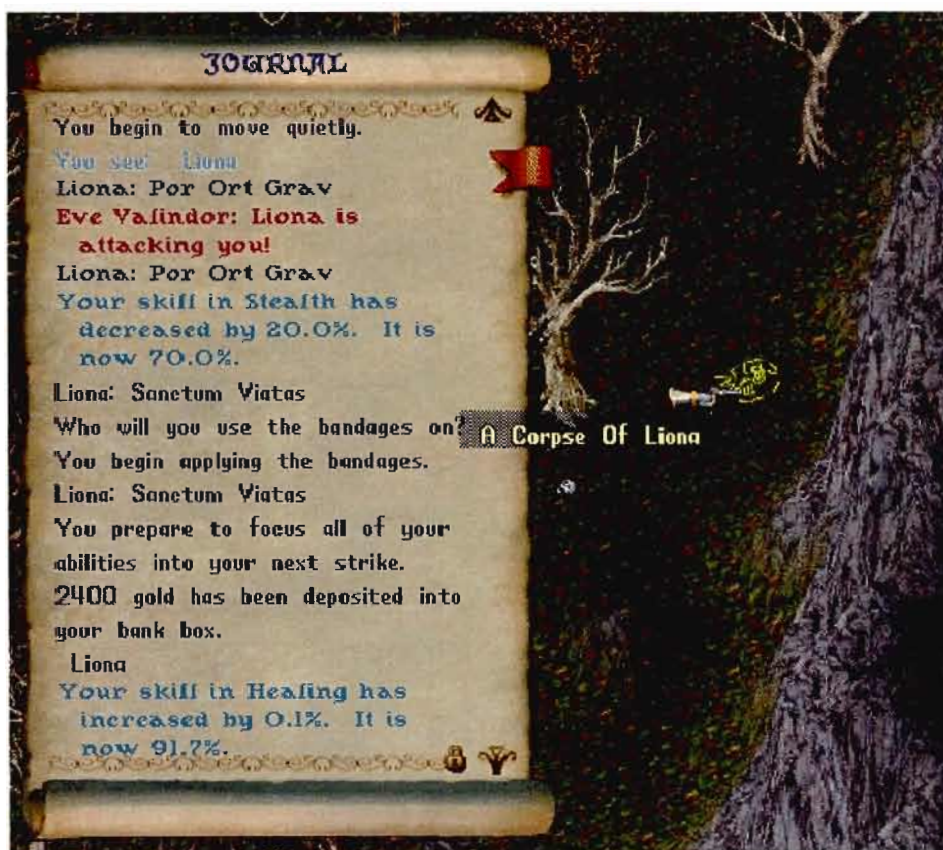 JOURNAL
You begin to move quietly.
You see: Liona
Liona: Por Ort Grav
Eve Valindor: Liona is
attacking you!
Liona: Por Ort Grav
Your skill in Stealth has
decreased by 20.0%. It is
now 70.0%.
Liona: Sanctum Viatas
Who will you use the bandages on?
You begin applying the bandages.
Liona: Sanctum Viatas
You prepare to focus all of your
abilities into your next strike.
2400 gold has been deposited into
your bank box.
Liona
Your skill in Healing has
increased by 0.1%. It is
now 91.7%.
A Corpse Of Liona